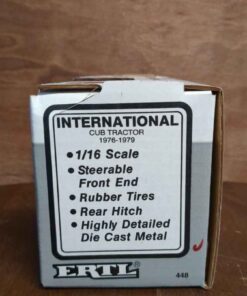 INTERNATIONAL
CUB TRACTOR
1976-1979
• 1/16 Scale
• Steerable
Front End
• Rubber Tires
• Rear Hitch
• Highly Detailed
Die Cast Metal
ERTL®
448